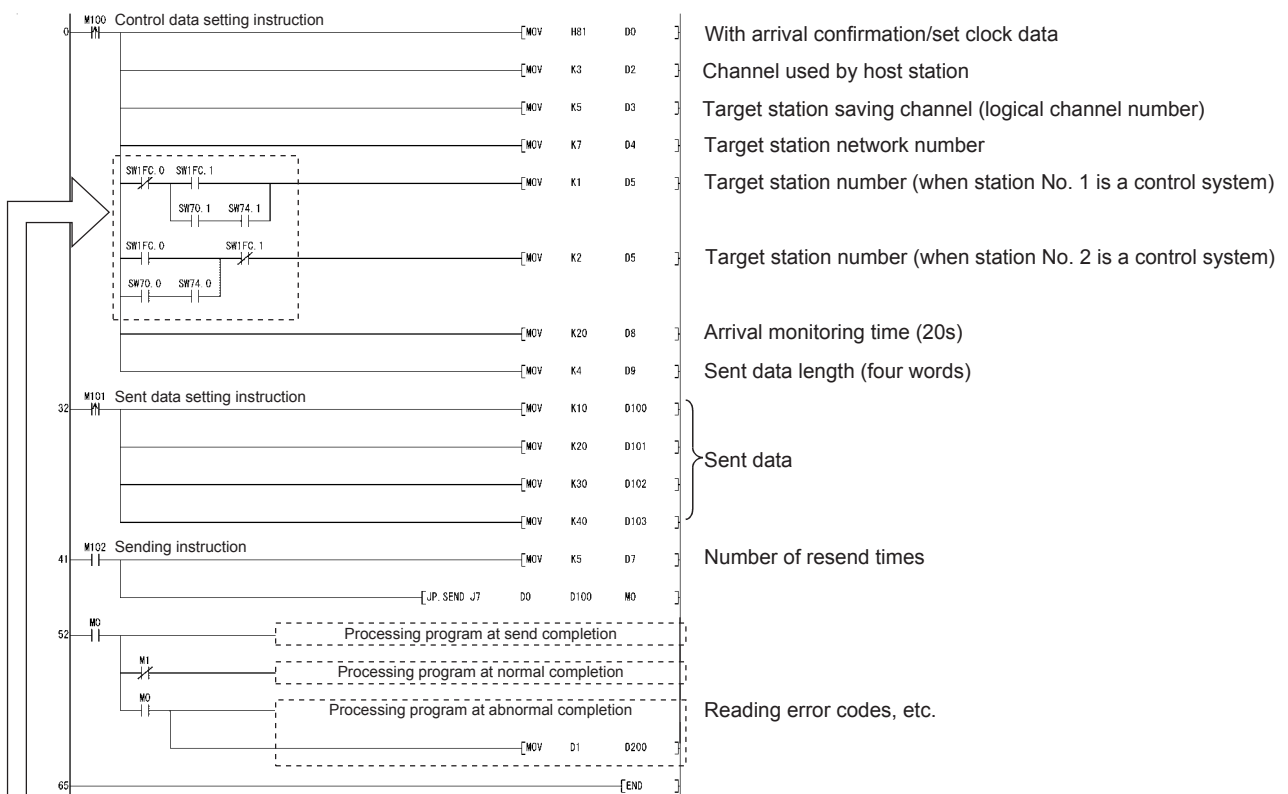 M100 Control data setting instruction
0 [MOV H81 D0 ] With arrival confirmation/set clock data
[MOV K3 D2 ] Channel used by host station
[MOV K5 D3 ] Target station saving channel (logical channel number)
[MOV K7 D4 ] Target station network number
SW1FC.0 SW1FC.1
[MOV K1 D5 ] Target station number (when station No. 1 is a control system)
SW70.1 SW74.1
SW1FC.0 SW1FC.1
[MOV K2 D5 ] Target station number (when station No. 2 is a control system)
SW70.0 SW74.0
[MOV K20 D8 ] Arrival monitoring time (20s)
[MOV K4 D9 ] Sent data length (four words)
M101 Sent data setting instruction
32 [MOV K10 D100 ]
[MOV K20 D101 ]
Sent data
[MOV K30 D102 ]
[MOV K40 D103 ]
M102 Sending instruction
41 [MOV K5 D7 ] Number of resend times
[JP.SEND J7 D0 D100 M0 ]
M0
52 Processing program at send completion
M1
Processing program at normal completion
M0
Processing program at abnormal completion Reading error codes, etc.
[MOV D1 D200 ]
65 [END ]